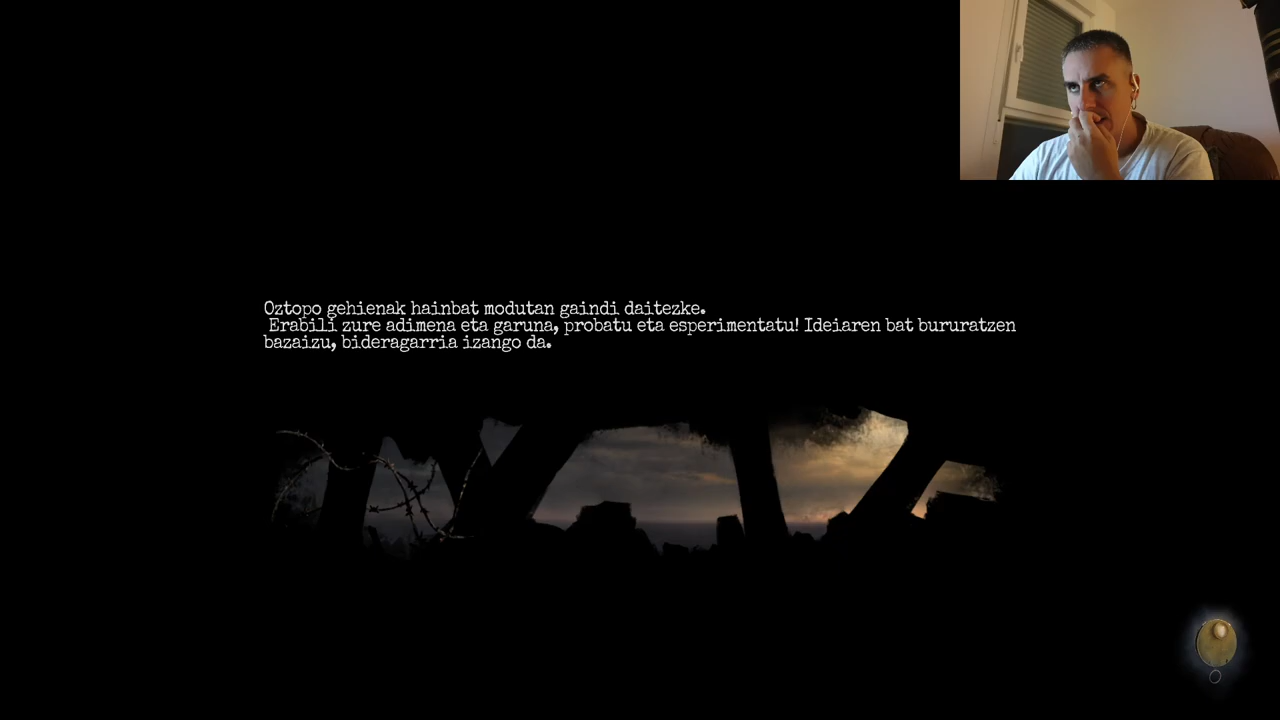 Oztopo gehienak hainbat modutan gaindi daitezke.
Erabili zure adimena eta garuna, probatu eta esperimentatu! Ideiaren bat bururatzen
bazaizu, bideragarria izango da.